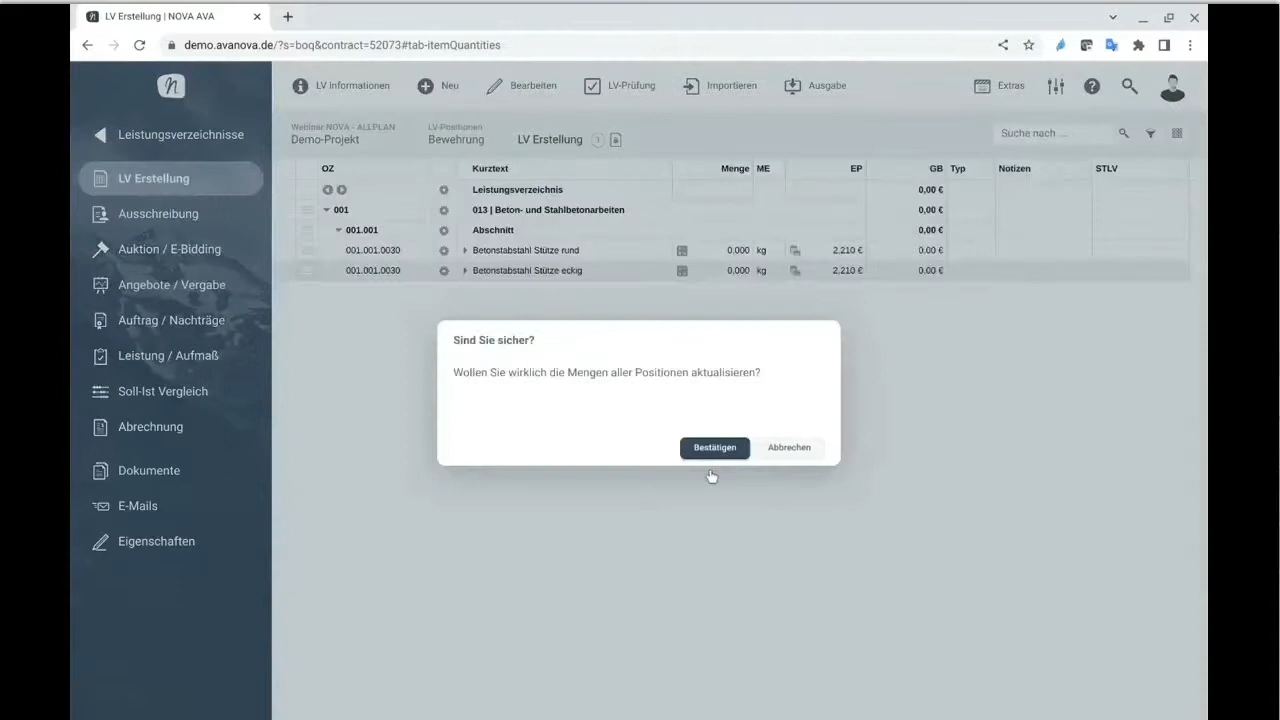 LV Erstellung | NOVA AVA
demo.avanova.de/?s=boq&contract=52073#tab-itemQuantities
LV Informationen Neu Bearbeiten LV-Prüfung Importieren Ausgabe Extras
Leistungsverzeichnisse
Webinar NOVA - ALLPLAN LV-Positionen
Demo-Projekt Bewehrung LV Erstellung Suche nach ...
OZ Kurztext Menge ME EP GB Typ Notizen STLV
Leistungsverzeichnis 0,00 €
001 013 | Beton- und Stahlbetonarbeiten 0,00 €
001.001 Abschnitt 0,00 €
001.001.0030 Betonstabstahl Stütze rund 0,000 kg 2,210 € 0,00 €
001.001.0030 Betonstabstahl Stütze eckig 0,000 kg 2,210 € 0,00 €
LV Erstellung
Ausschreibung
Auktion / E-Bidding
Angebote / Vergabe
Auftrag / Nachträge
Leistung / Aufmaß
Soll-Ist Vergleich
Abrechnung
Dokumente
E-Mails
Eigenschaften
Sind Sie sicher?
Wollen Sie wirklich die Mengen aller Positionen aktualisieren?
Bestätigen Abbrechen